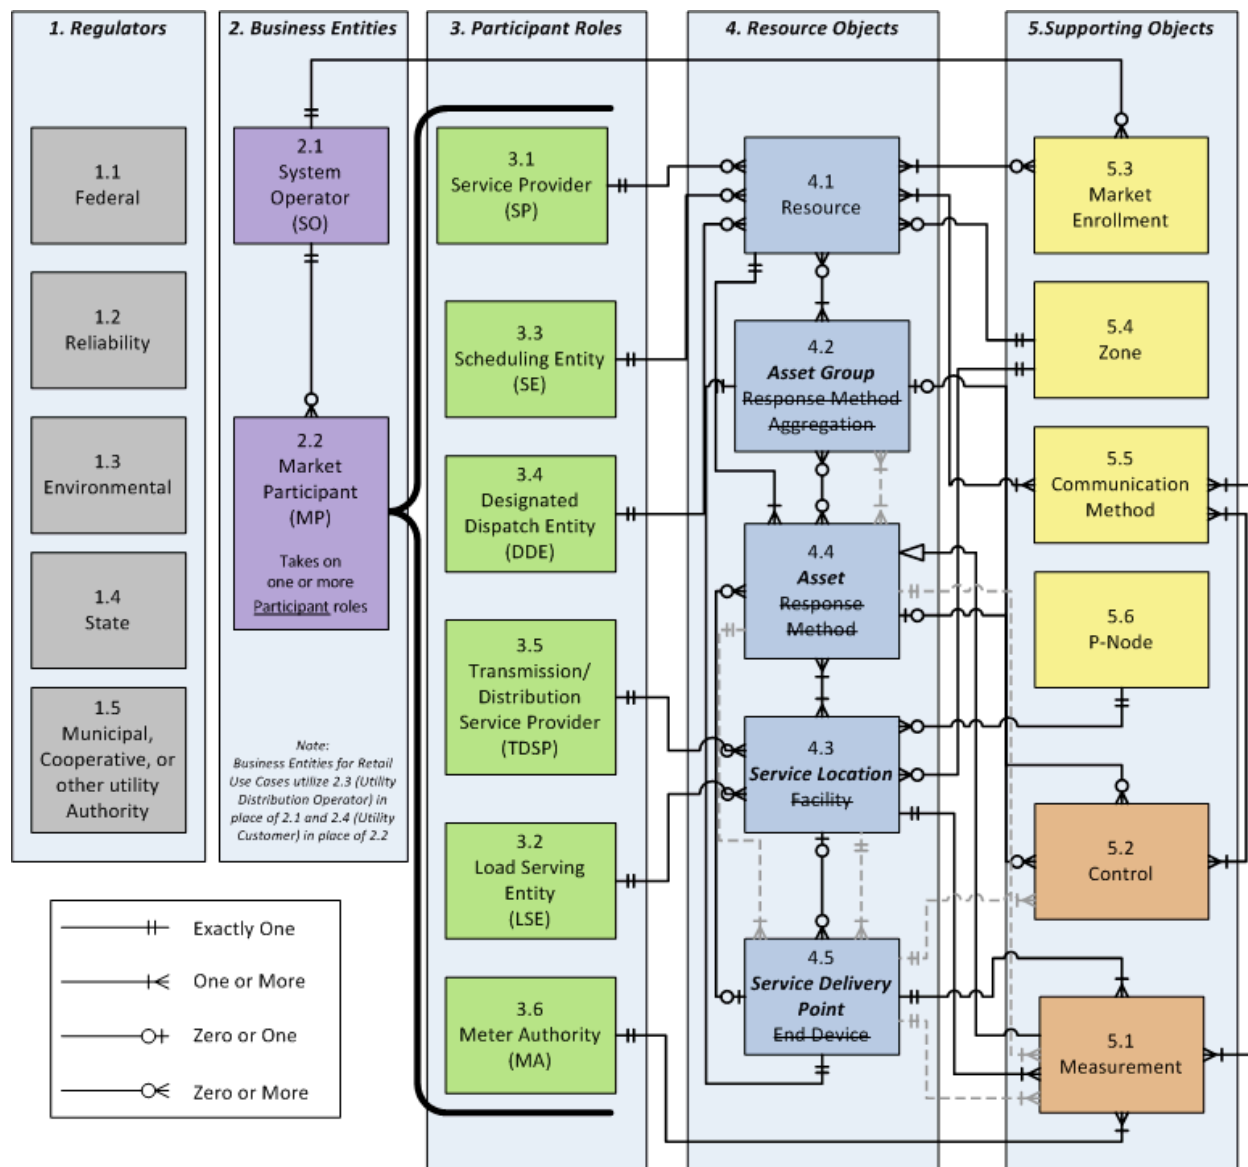 1. Regulators
1.1
Federal
1.2
Reliability
1.3
Environmental
1.4
State
1.5
Municipal,
Cooperative, or
other utility
Authority
2. Business Entities
2.1
System
Operator
(SO)
2.2
Market
Participant
(MP)
Takes on
one or more
Participant roles
Note:
Business Entities for Retail
Use Cases utilize 2.3 (Utility
Distribution Operator) in
place of 2.1 and 2.4 (Utility
Customer) in place of 2.2
3. Participant Roles
3.1
Service Provider
(SP)
3.3
Scheduling Entity
(SE)
3.4
Designated
Dispatch Entity
(DDE)
3.5
Transmission/
Distribution
Service Provider
(TDSP)
3.2
Load Serving
Entity
(LSE)
3.6
Meter Authority
(MA)
4. Resource Objects
4.1
Resource
4.2
Asset Group
Response Method
Aggregation
4.4
Asset
Response
Method
4.3
Service Location
Facility
4.5
Service Delivery
Point
End Device
5.Supporting Objects
5.3
Market
Enrollment
5.4
Zone
5.5
Communication
Method
5.6
P-Node
5.2
Control
5.1
Measurement
Exactly One
One or More
Zero or One
Zero or More